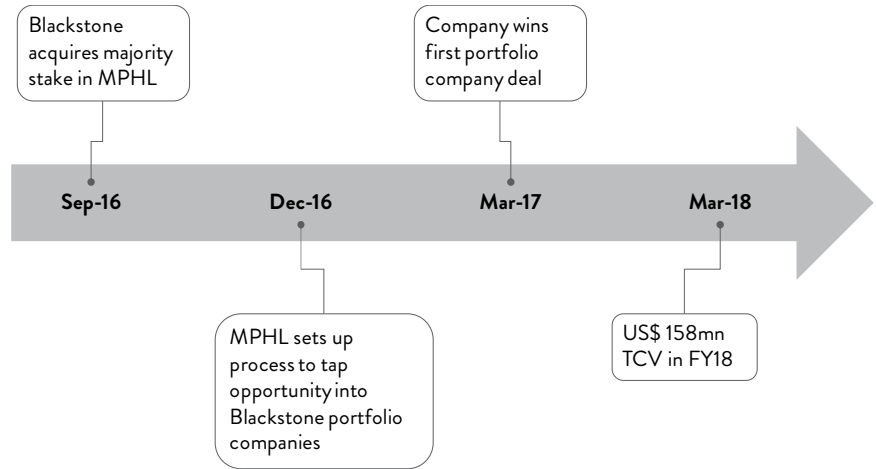 Blackstone
acquires majority
stake in MPHL
Company wins
first portfolio
company deal
Sep-16
Dec-16
Mar-17
Mar-18
MPHL sets up
process to tap
opportunity into
Blackstone portfolio
companies
US$ 158mn
TCV in FY18